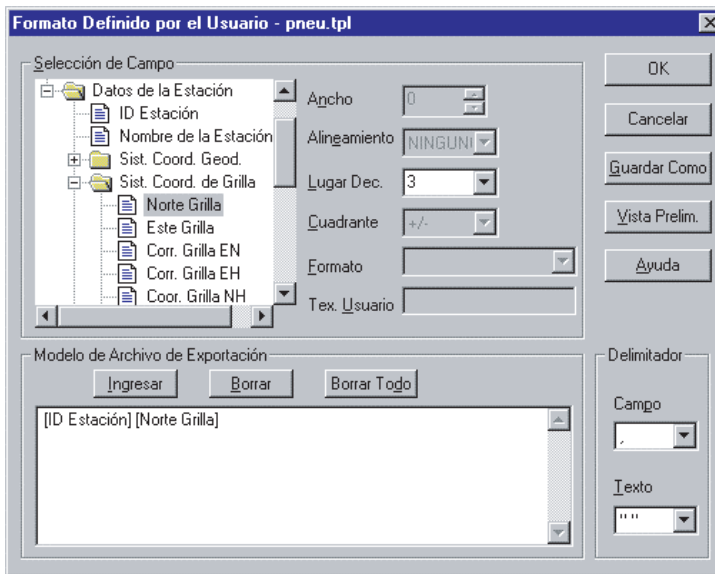 Formato Definido por el Usuario - pneu.tpl
Selección de Campo
Datos de la Estación
ID Estación
Nombre de la Estación
Sist. Coord. Geod.
Sist. Coord. de Grilla
Norte Grilla
Este Grilla
Corr. Grilla EN
Corr. Grilla EH
Coor. Grilla NH
Ancho 0
Alineamiento NINGUN
Lugar Dec. 3
Cuadrante +/-
Formato
Tex. Usuario
OK
Cancelar
Guardar Como
Vista Prelim.
Ayuda
Modelo de Archivo de Exportación
Ingresar Borrar Borrar Todo
[ID Estación] [Norte Grilla]
Delimitador
Campo
,
Texto
" "